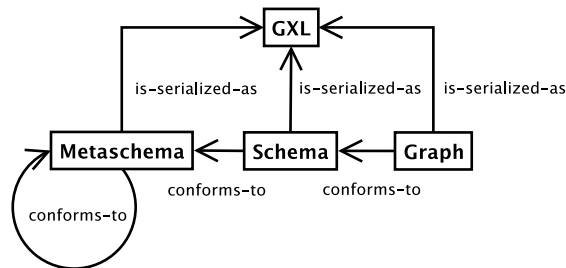 GXL
is-serialized-as
is-serialized-as
is-serialized-as
Metaschema
Schema
Graph
conforms-to
conforms-to
conforms-to